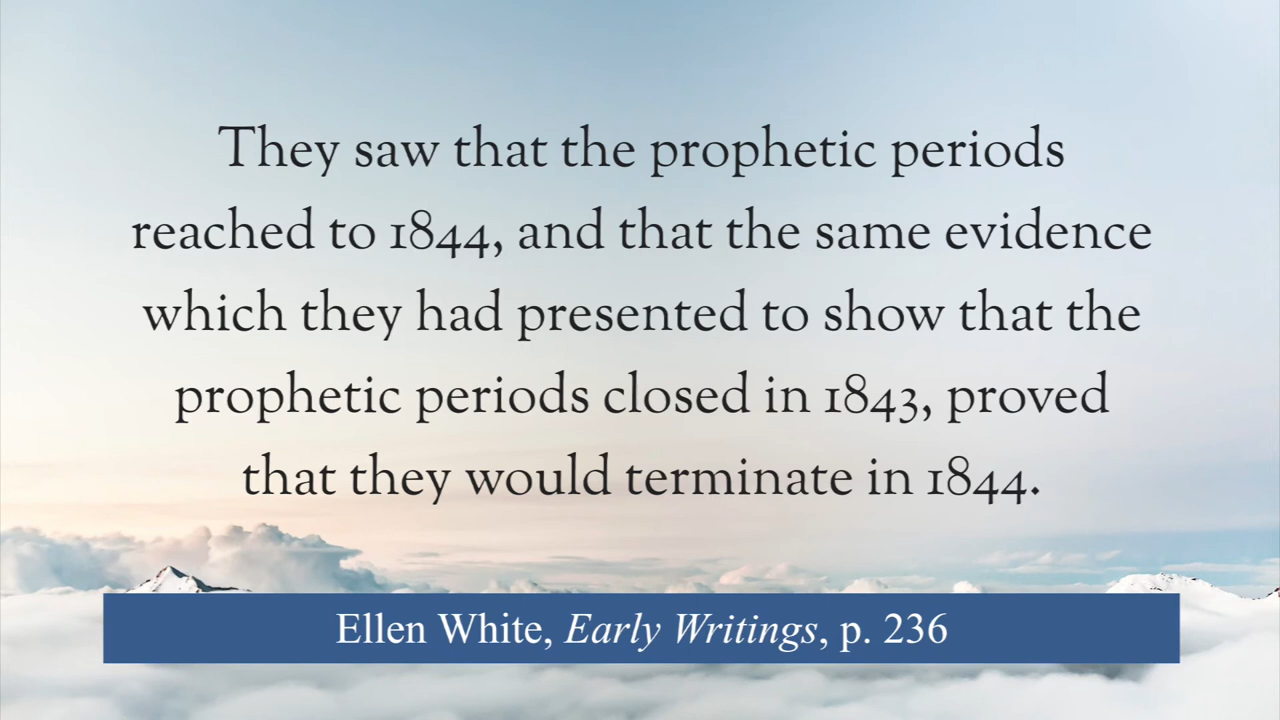 They saw that the prophetic periods
reached to 1844, and that the same evidence
which they had presented to show that the
prophetic periods closed in 1843, proved
that they would terminate in 1844.
Ellen White, Early Writings, p. 236